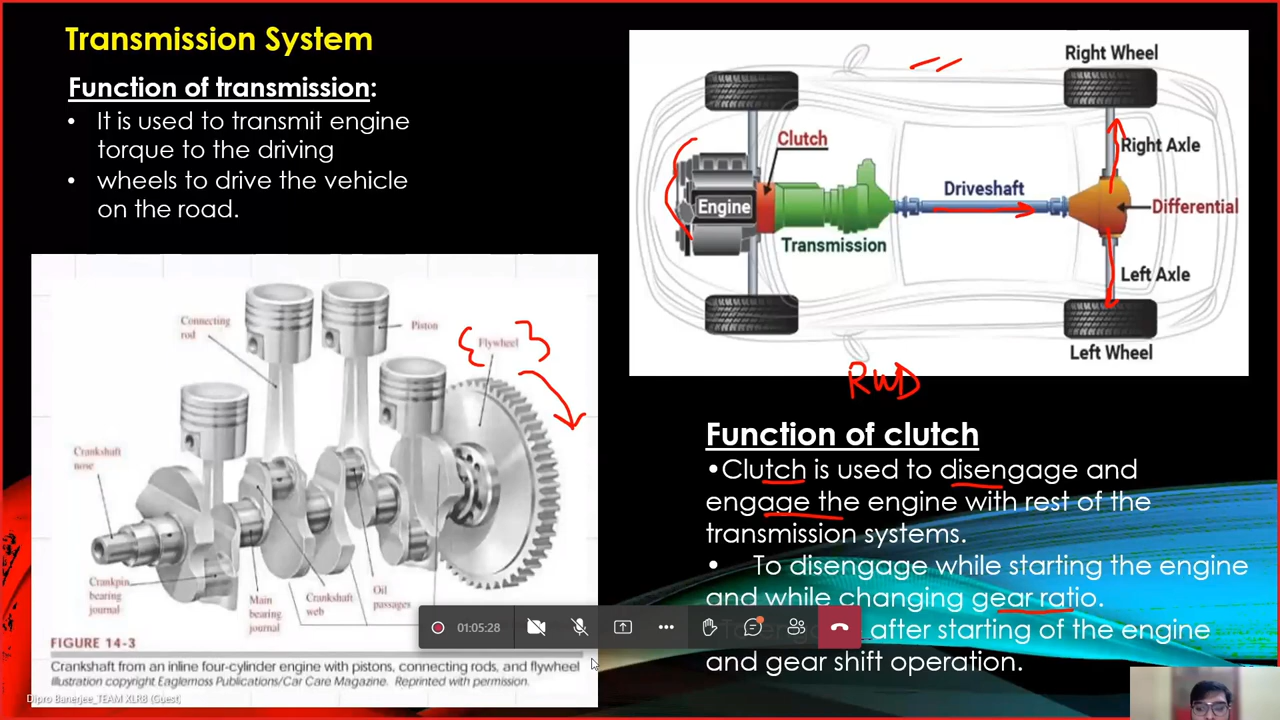 Transmission System
Function of transmission:
• It is used to transmit engine
torque to the driving
• wheels to drive the vehicle
on the road.
Right Wheel
Clutch
Right Axle
Engine
Driveshaft
Differential
Transmission
Left Axle
Left Wheel
RWD
Connecting
rod
Piston
Flywheel
Crankshaft
nose
Crankpin
bearing
journal
Main
bearing
journal
Crankshaft
web
Oil
passages
FIGURE 14-3
Crankshaft from an inline four-cylinder engine with pistons, connecting rods, and flywheel
Illustration copyright Eaglemoss Publications/Car Care Magazine. Reprinted with permission.
Function of clutch
•Clutch is used to disengage and
engage the engine with rest of the
transmission systems.
• To disengage while starting the engine
and while changing gear ratio.
after starting of the engine
and gear shift operation.
01:05:28
Dipro Banerjee_TEAM XLR8 (Guest)